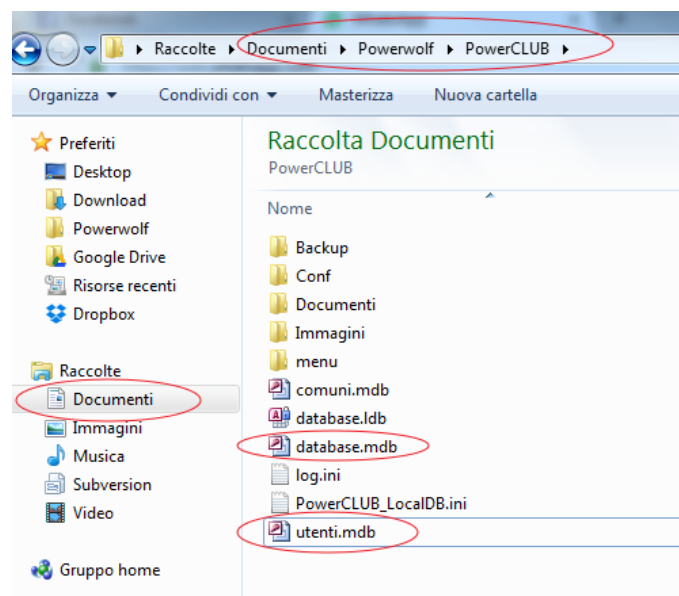 Raccolte Documenti Powerwolf PowerCLUB
Organizza Condividi con Masterizza Nuova cartella
Preferiti
Desktop
Download
Powerwolf
Google Drive
Risorse recenti
Dropbox
Raccolte
Documenti
Immagini
Musica
Subversion
Video
Gruppo home
Raccolta Documenti
PowerCLUB
Nome
Backup
Conf
Documenti
Immagini
menu
comuni.mdb
database.ldb
database.mdb
log.ini
PowerCLUB_LocalDB.ini
utenti.mdb